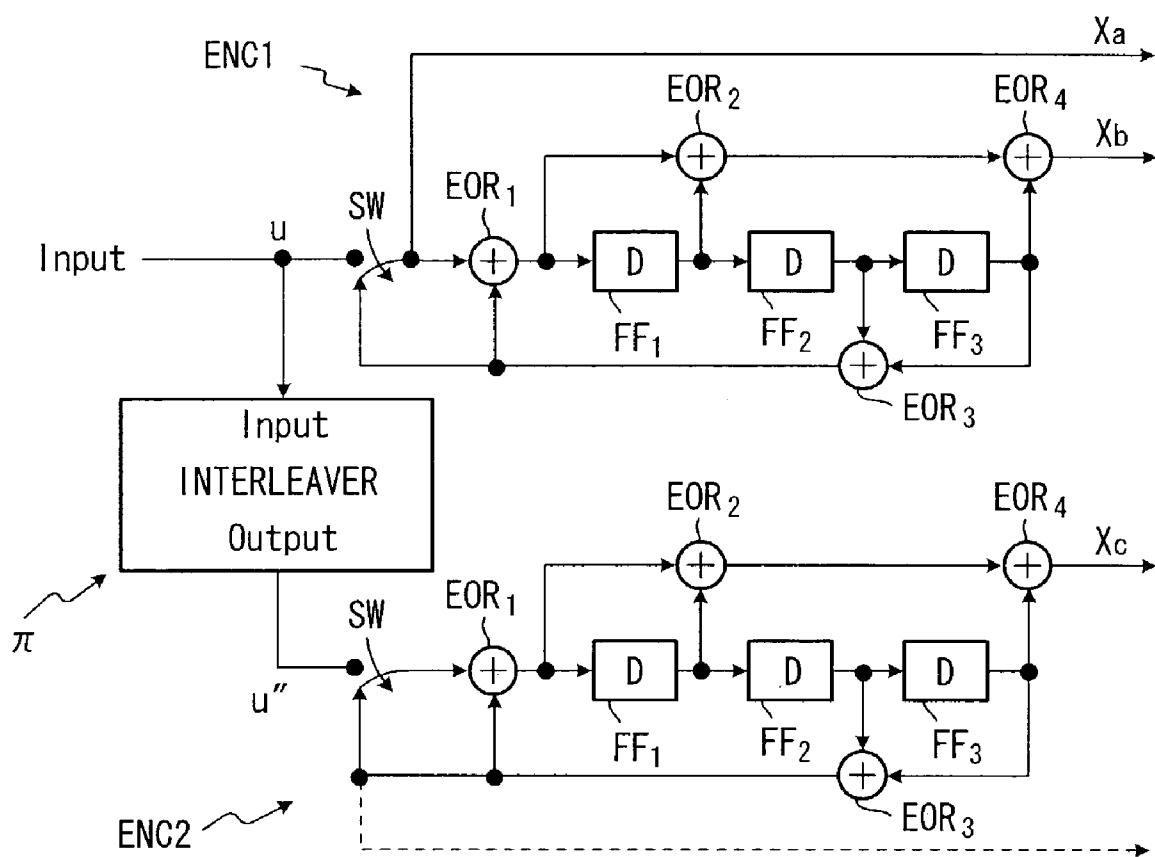 Xa
ENC1
EOR2
EOR4
Xb
EOR1
SW
u
Input
D
D
D
FF1
FF2
FF3
EOR3
Input
INTERLEAVER
Output
π
EOR2
EOR4
Xc
EOR1
SW
u″
D
D
D
FF1
FF2
FF3
EOR3
ENC2